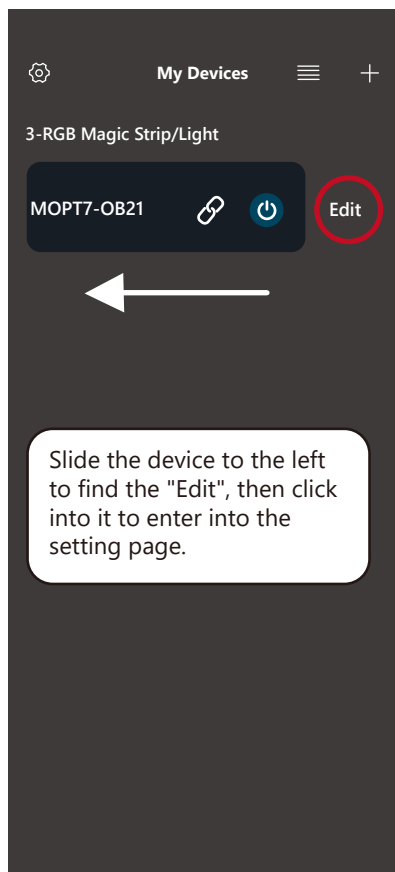 My Devices
3-RGB Magic Strip/Light
MOPT7-OB21
Edit
Slide the device to the left
to find the "Edit", then click
into it to enter into the
setting page.